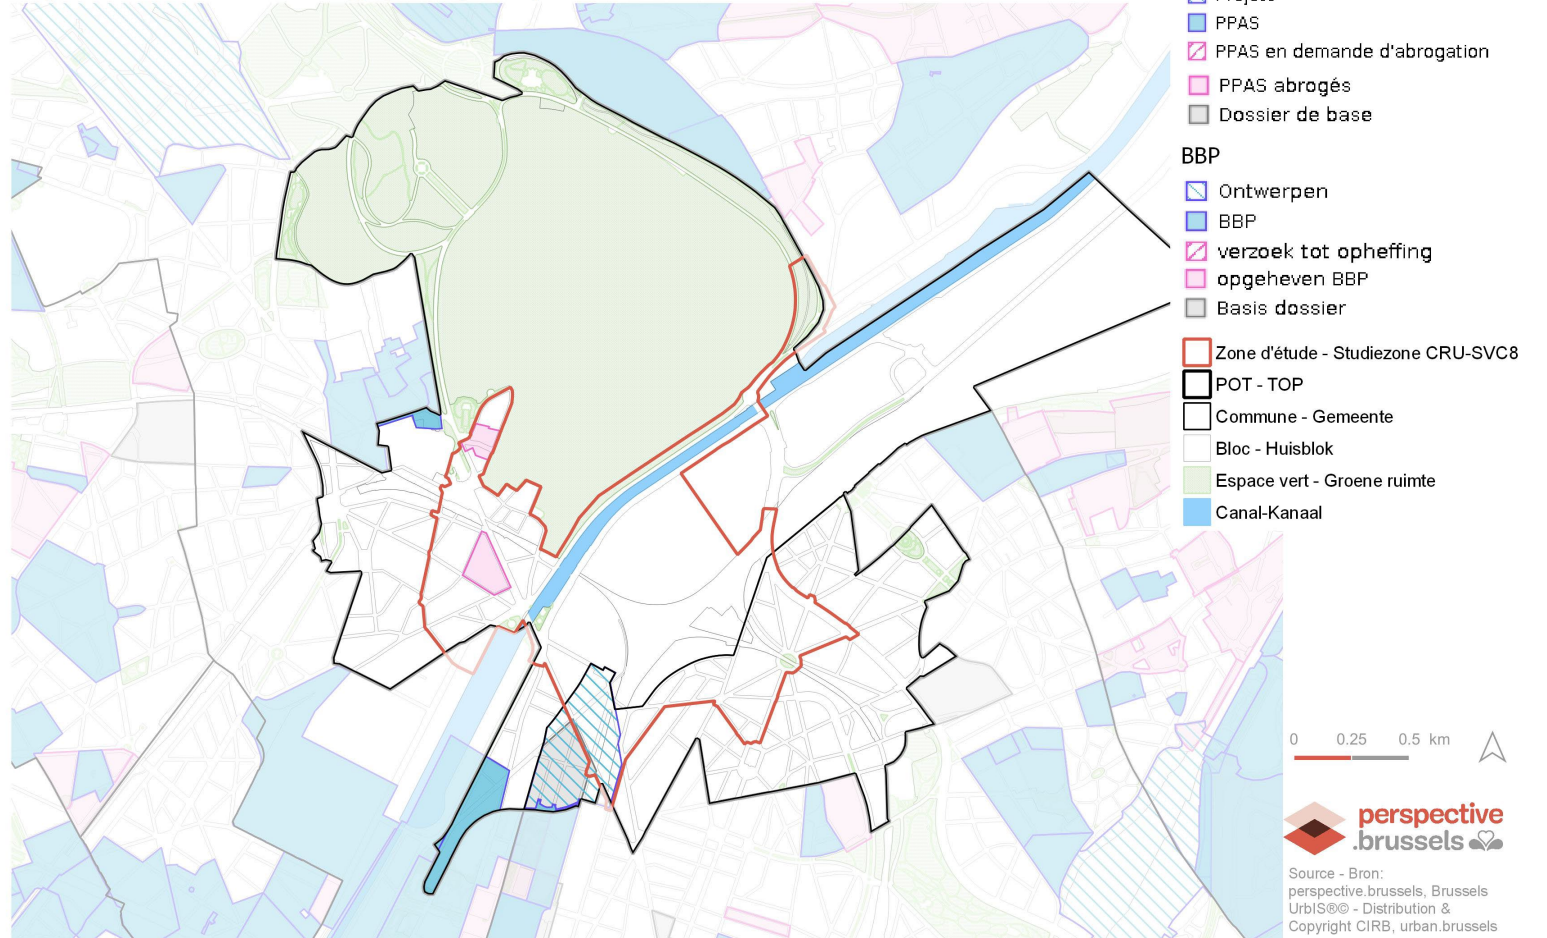 PPAS
PPAS en demande d'abrogation
PPAS abrogés
Dossier de base
BBP
Ontwerpen
BBP
verzoek tot opheffing
opgeheven BBP
Basis dossier
Zone d'étude - Studiezone CRU-SVC8
POT - TOP
Commune - Gemeente
Bloc - Huisblok
Espace vert - Groene ruimte
Canal-Kanaal
0 0.25 0.5 km
perspective
.brussels
Source - Bron:
perspective.brussels, Brussels
UrbIS®© - Distribution &
Copyright CIRB, urban.brussels